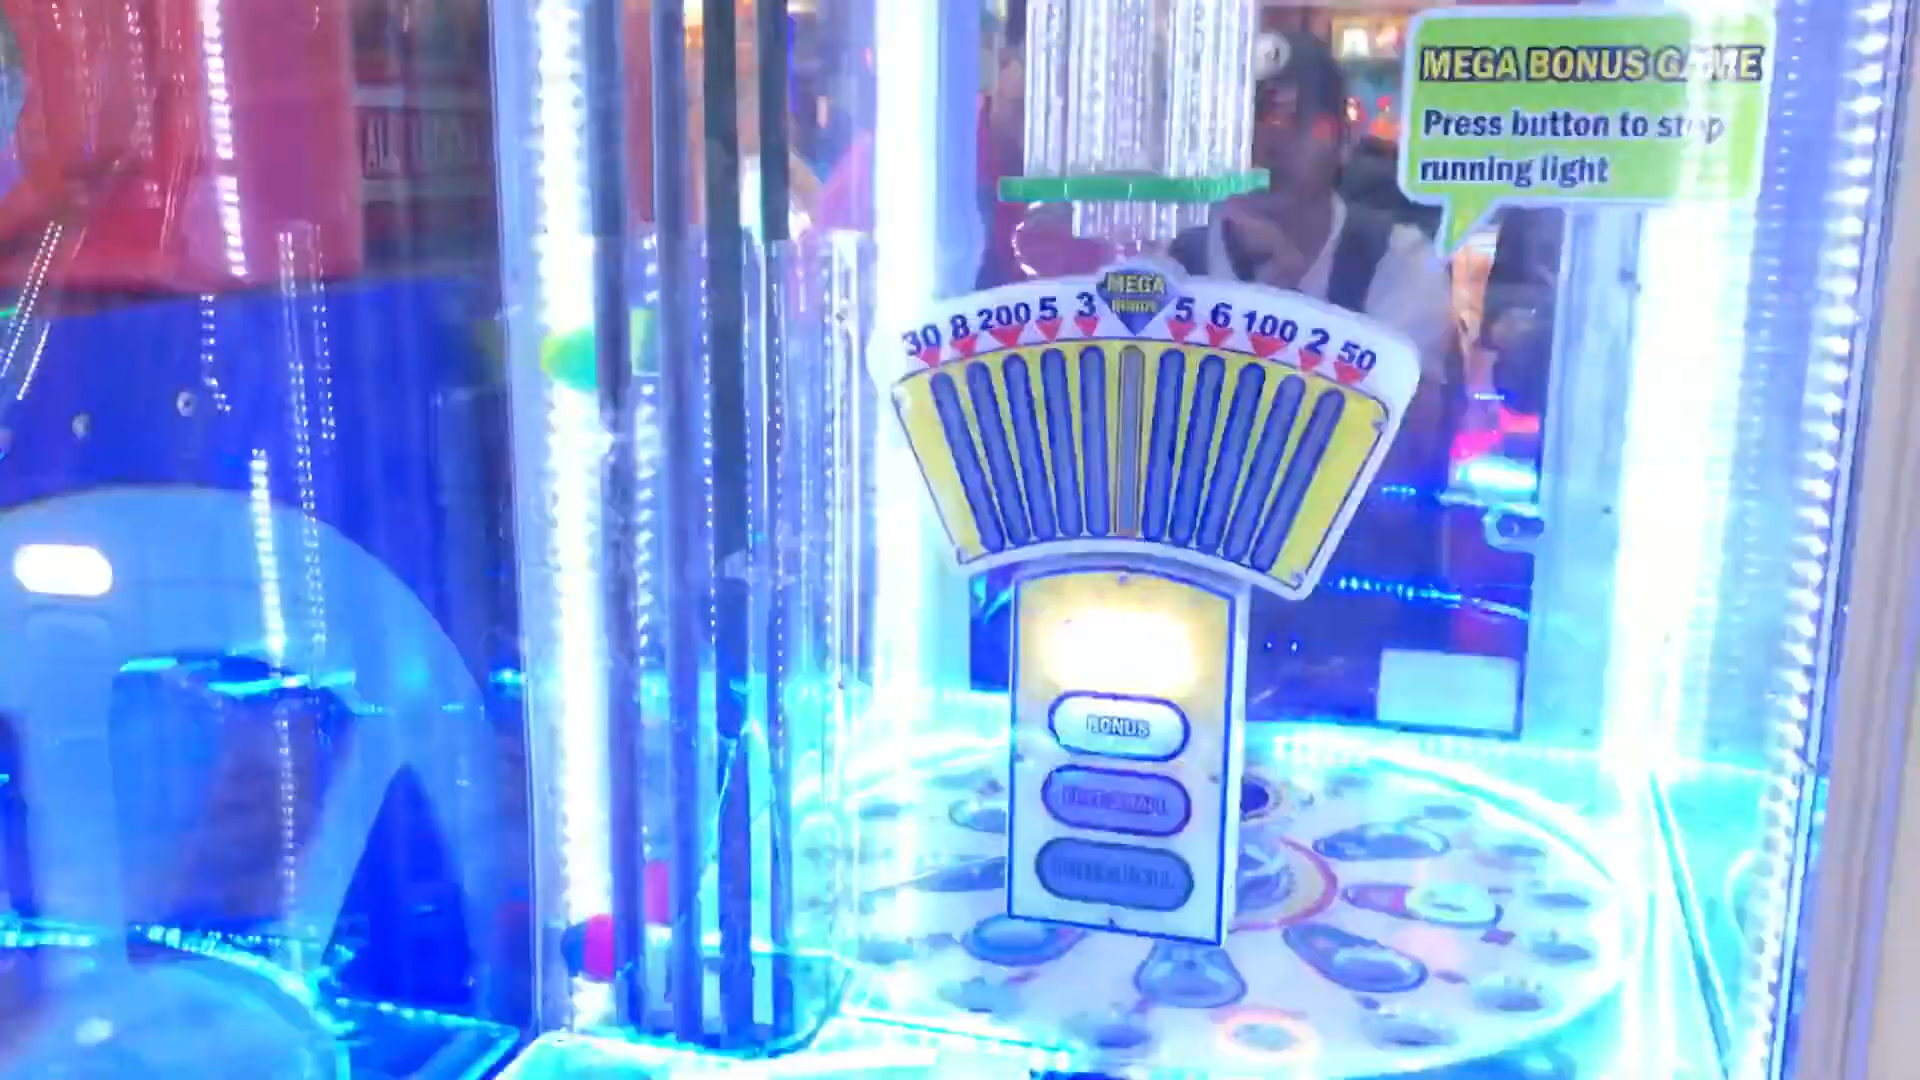 MEGA BONUS GAME
Press button to stop
running light
MEGA
30 8 200 5 3 5 6 100 2 50
BONUS